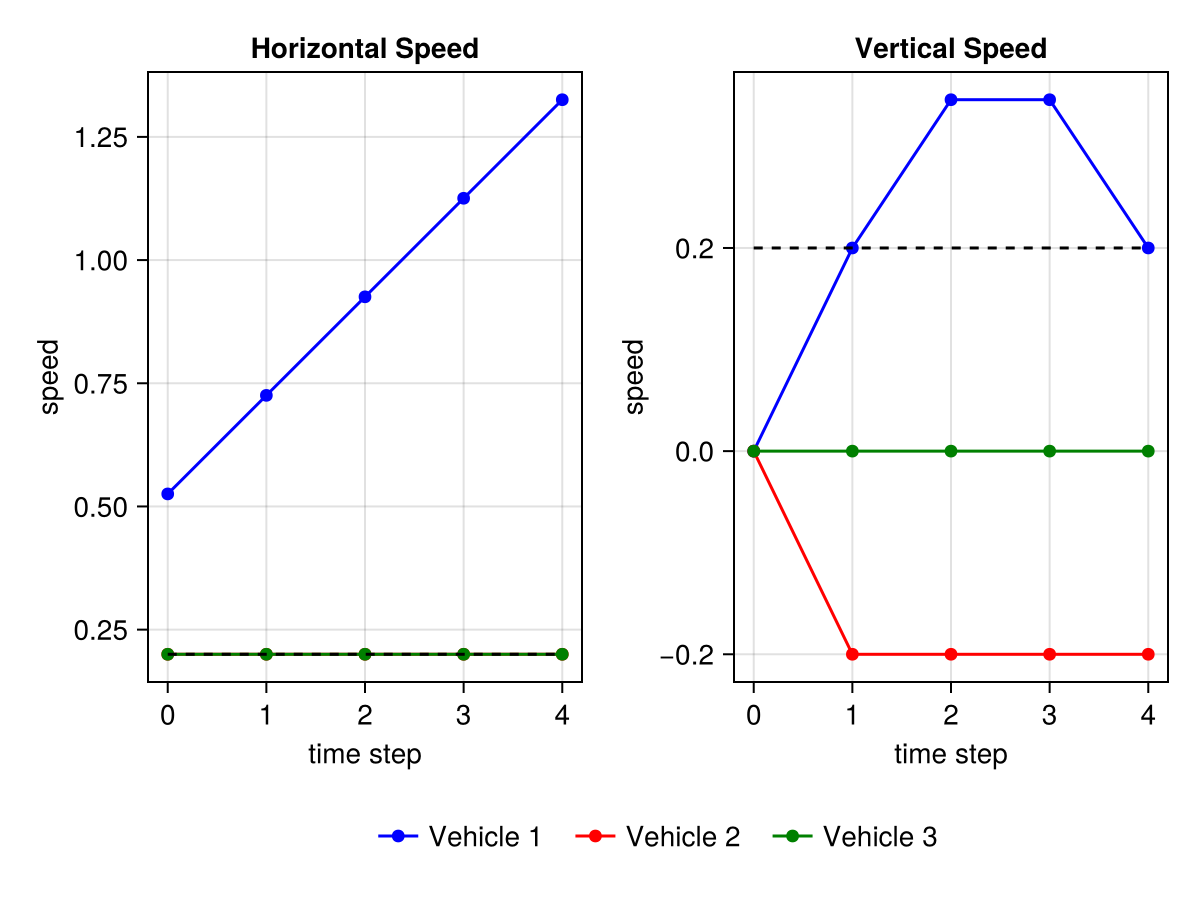 Horizontal Speed
1.25
1.00
0.75
0.50
0.25
speed
0 1 2 3 4
time step
Vertical Speed
0.2
0.0
−0.2
speed
0 1 2 3 4
time step
Vehicle 1 Vehicle 2 Vehicle 3